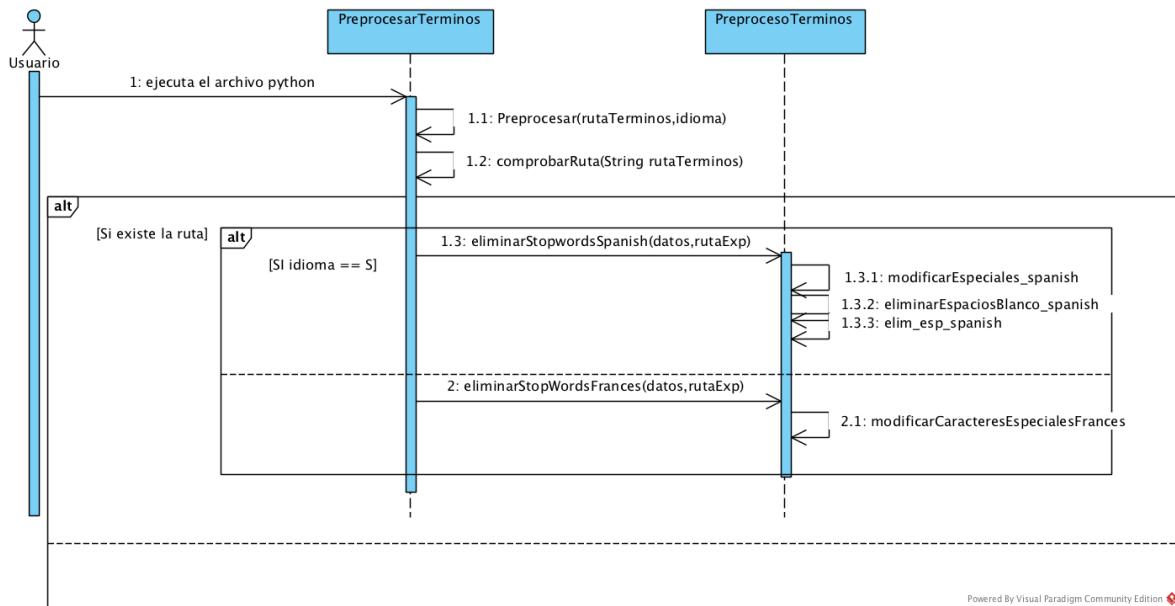 PreprocesarTerminos
PreprocesoTerminos
Usuario
1: ejecuta el archivo python
1.1: Preprocesar(rutaTerminos,idioma)
1.2: comprobarRuta(String rutaTerminos)
alt
[Si existe la ruta]
alt
1.3: eliminarStopwordsSpanish(datos,rutaExp)
[SI idioma == S]
1.3.1: modificarEspeciales_spanish
1.3.2: eliminarEspaciosBlanco_spanish
1.3.3: elim_esp_spanish
2: eliminarStopWordsFrances(datos,rutaExp)
2.1: modificarCaracteresEspecialesFrances
Powered By Visual Paradigm Community Edition